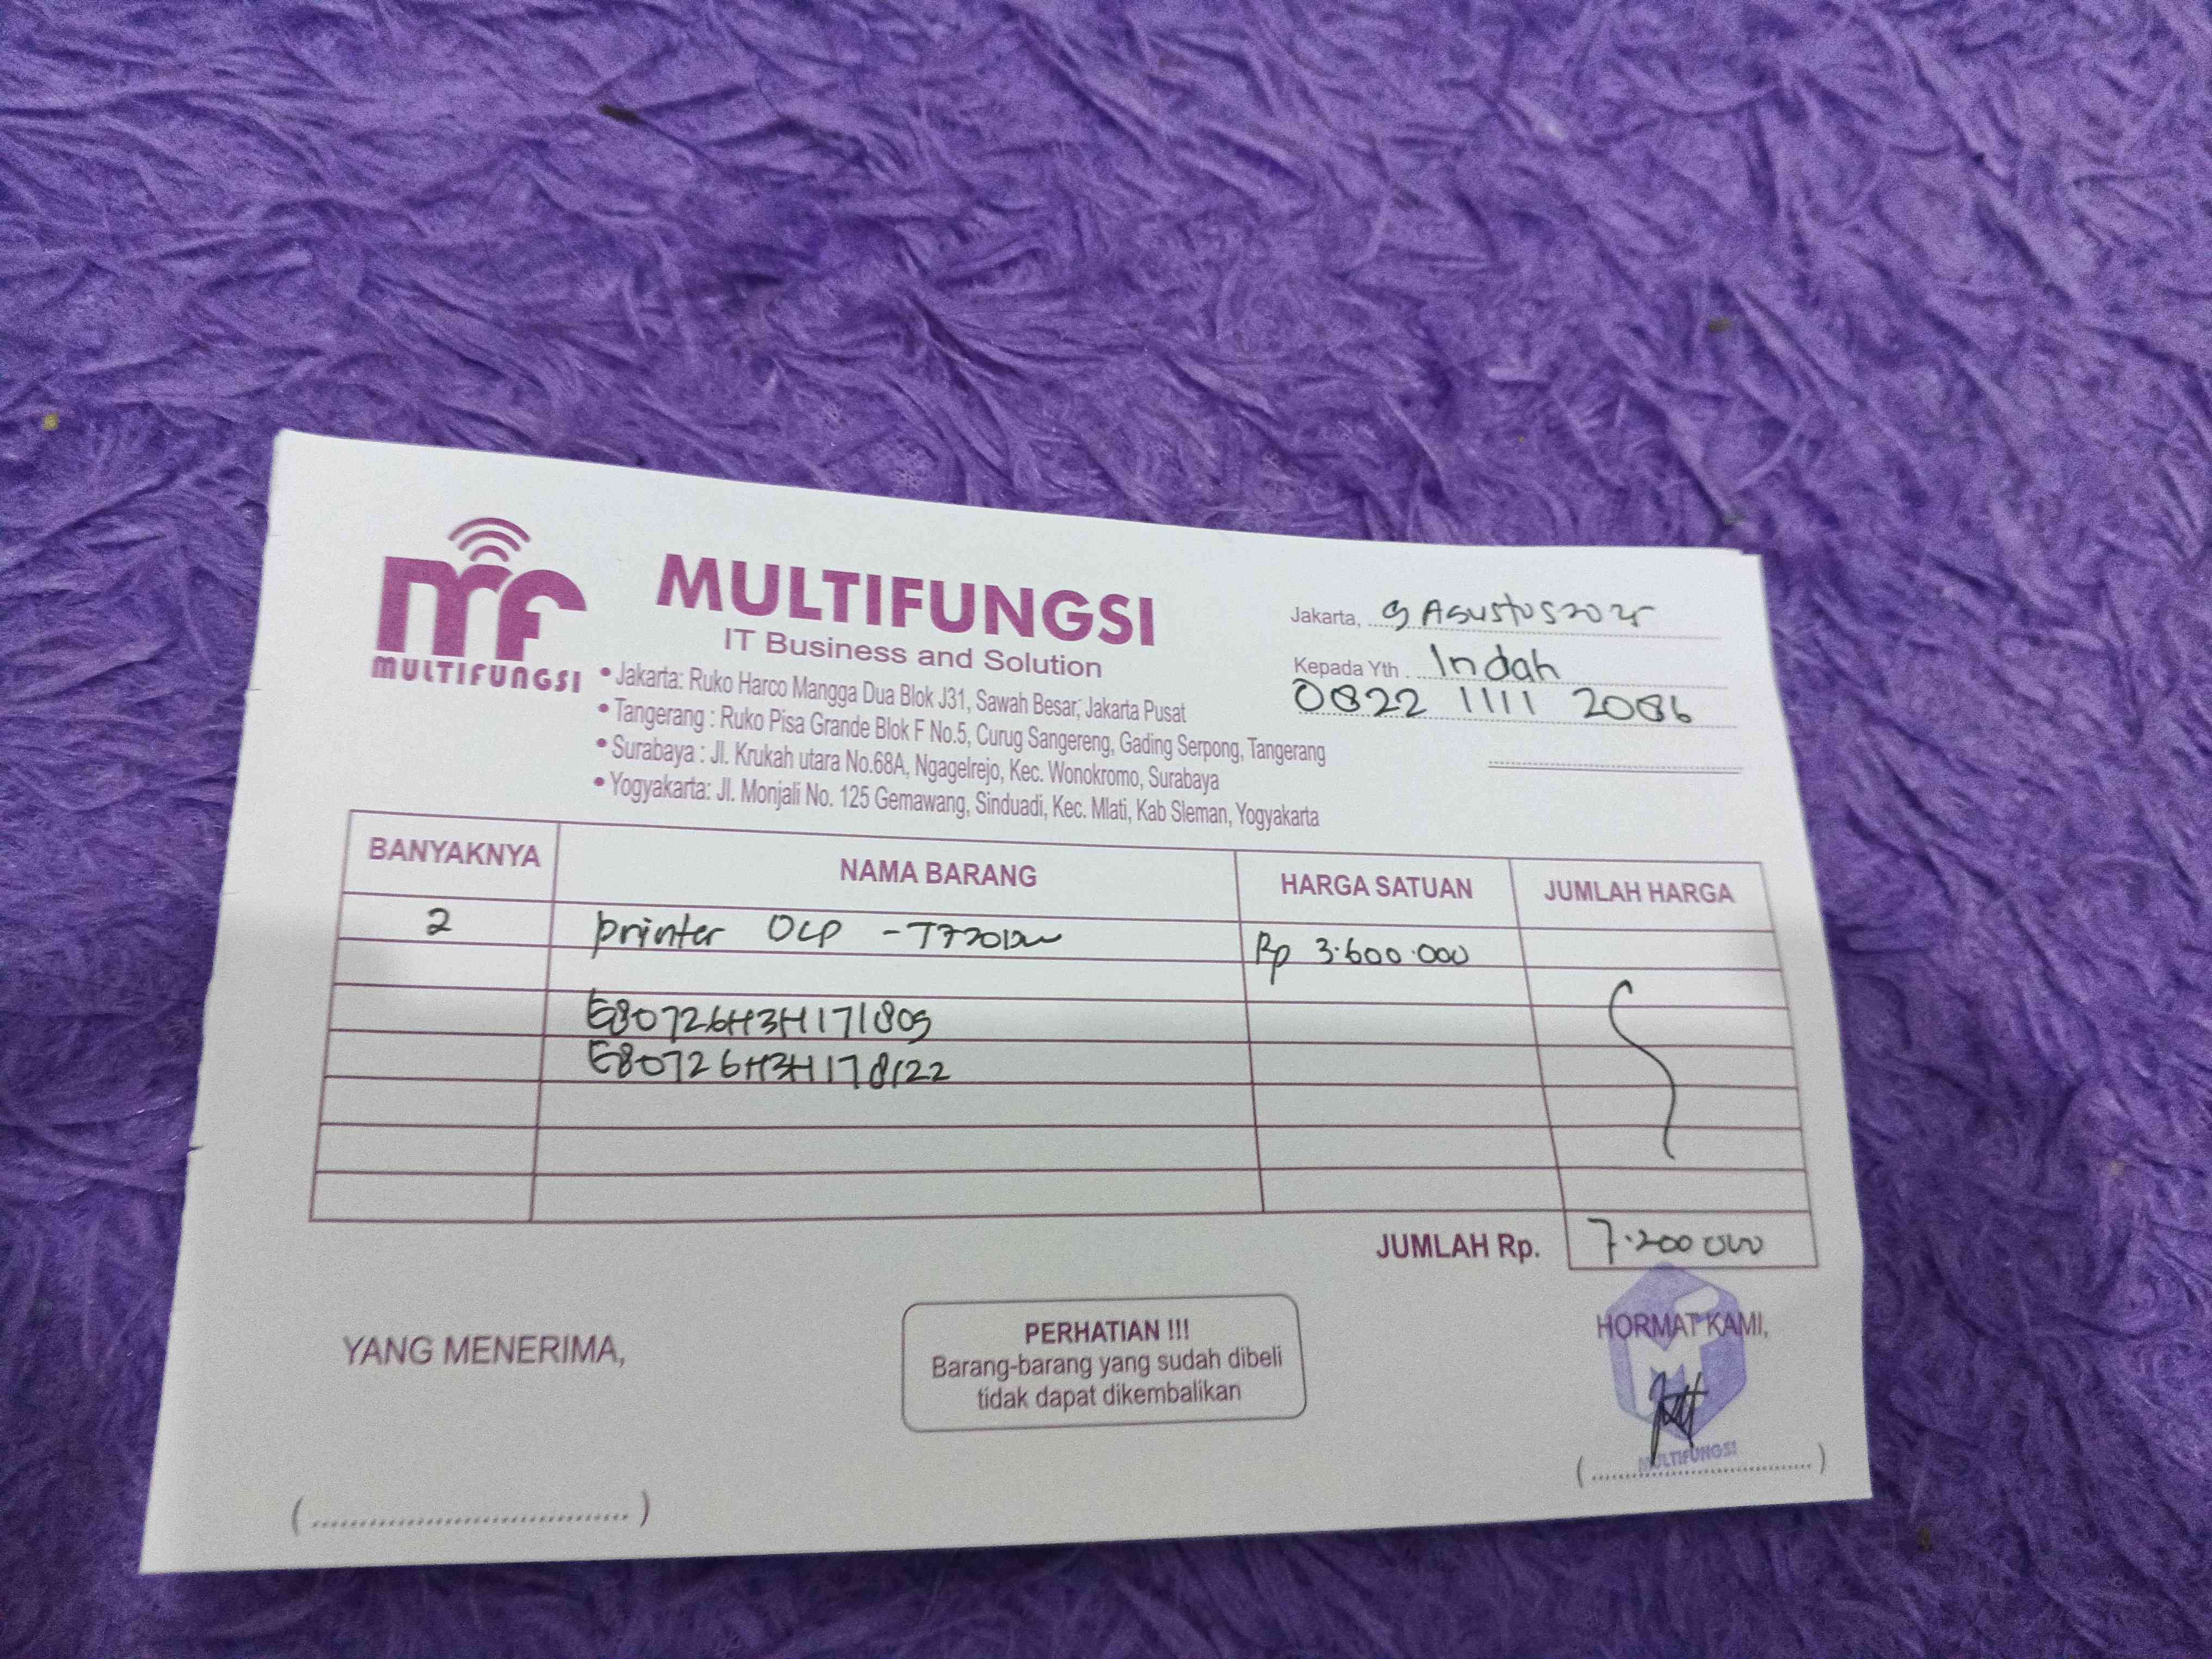 mf
MULTIFUNGSI
MULTIFUNGSI
IT Business and Solution
• Jakarta: Ruko Harco Mangga Dua Blok J31, Sawah Besar, Jakarta Pusat
• Tangerang : Ruko Pisa Grande Blok F No.5, Curug Sangereng, Gading Serpong, Tangerang
• Surabaya : Jl. Krukah utara No.68A, Ngagelrejo, Kec. Wonokromo, Surabaya
• Yogyakarta: Jl. Monjali No. 125 Gemawang, Sinduadi, Kec. Mlati, Kab Sleman, Yogyakarta
Jakarta, 9 Agustus 2025
Kepada Yth . Indah
0822 1111 2086
BANYAKNYA NAMA BARANG HARGA SATUAN JUMLAH HARGA
2 printer Rp 3.600.000
E80726H3H171809
E80726H3H178122
JUMLAH Rp. 7.200 000
YANG MENERIMA,
PERHATIAN !!!
Barang-barang yang sudah dibeli
tidak dapat dikembalikan
HORMAT KAMI,
MULTIFUNGSI